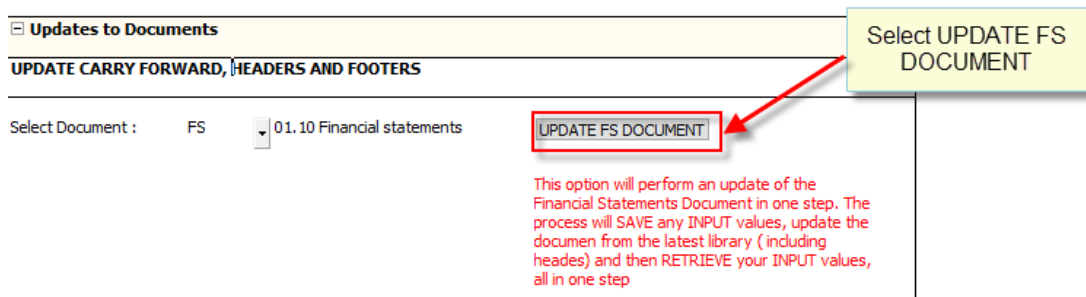 Updates to Documents
Select UPDATE FS
DOCUMENT
UPDATE CARRY FORWARD, HEADERS AND FOOTERS
Select Document : FS 01.10 Financial statements UPDATE FS DOCUMENT
This option will perform an update of the
Financial Statements Document in one step. The
process will SAVE any INPUT values, update the
documen from the latest library ( including
heades) and then RETRIEVE your INPUT values,
all in one step